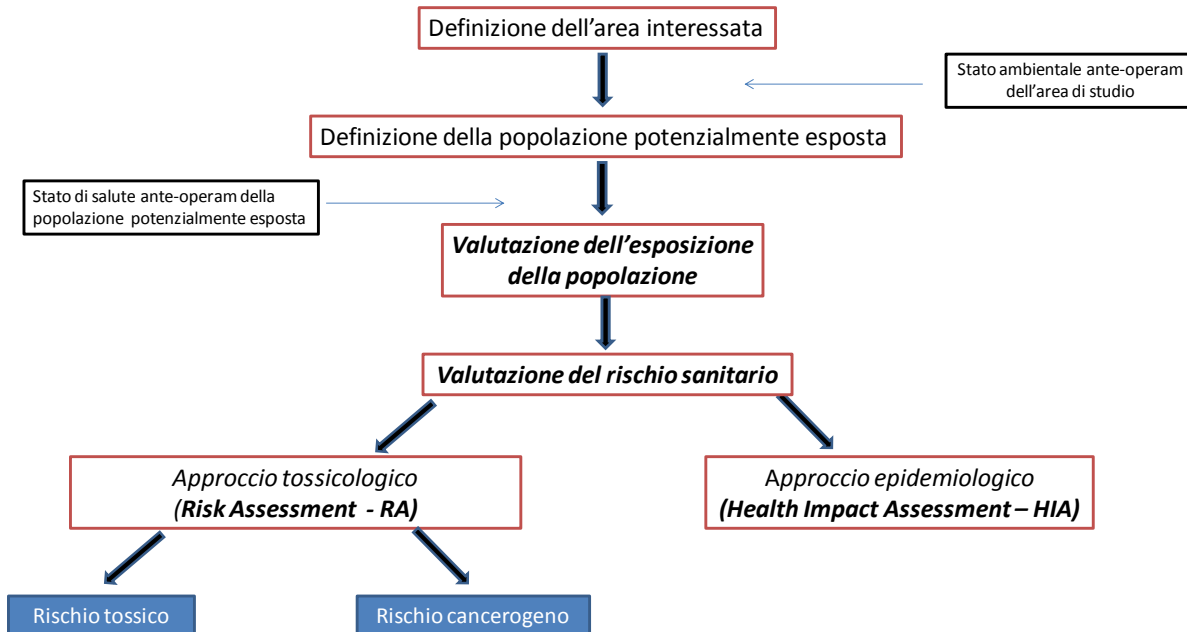 Definizione dell'area interessata
Stato ambientale ante-operam
dell'area di studio
Definizione della popolazione potenzialmente esposta
Stato di salute ante-operam della
popolazione potenzialmente esposta
Valutazione dell'esposizione
della popolazione
Valutazione del rischio sanitario
Approccio tossicologico
(Risk Assessment - RA)
Approccio epidemiologico
(Health Impact Assessment – HIA)
Rischio tossico
Rischio cancerogeno